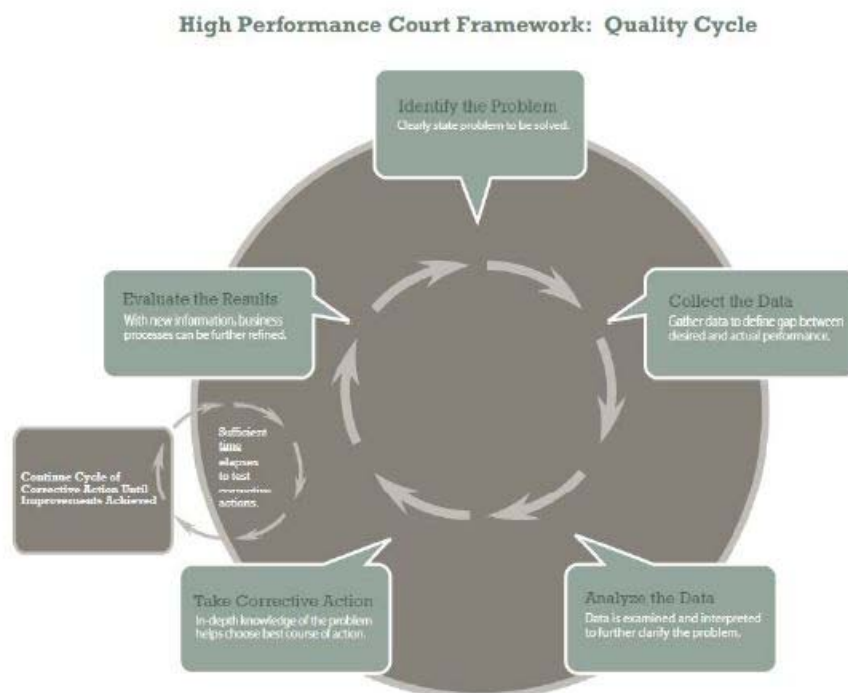 High Performance Court Framework: Quality Cycle
Identify the Problem
Clearly state problem to be solved.
Collect the Data
Gather data to define gap between
desired and actual performance.
Analyze the Data
Data is examined and interpreted
to further clarify the problem.
Take Corrective Action
In-depth knowledge of the problem
helps choose best course of action.
Evaluate the Results
With new information, business
processes can be further refined.
Sufficient
time
elapses
to test
corrective
actions.
Continue Cycle of
Corrective Action Until
Improvements Achieved